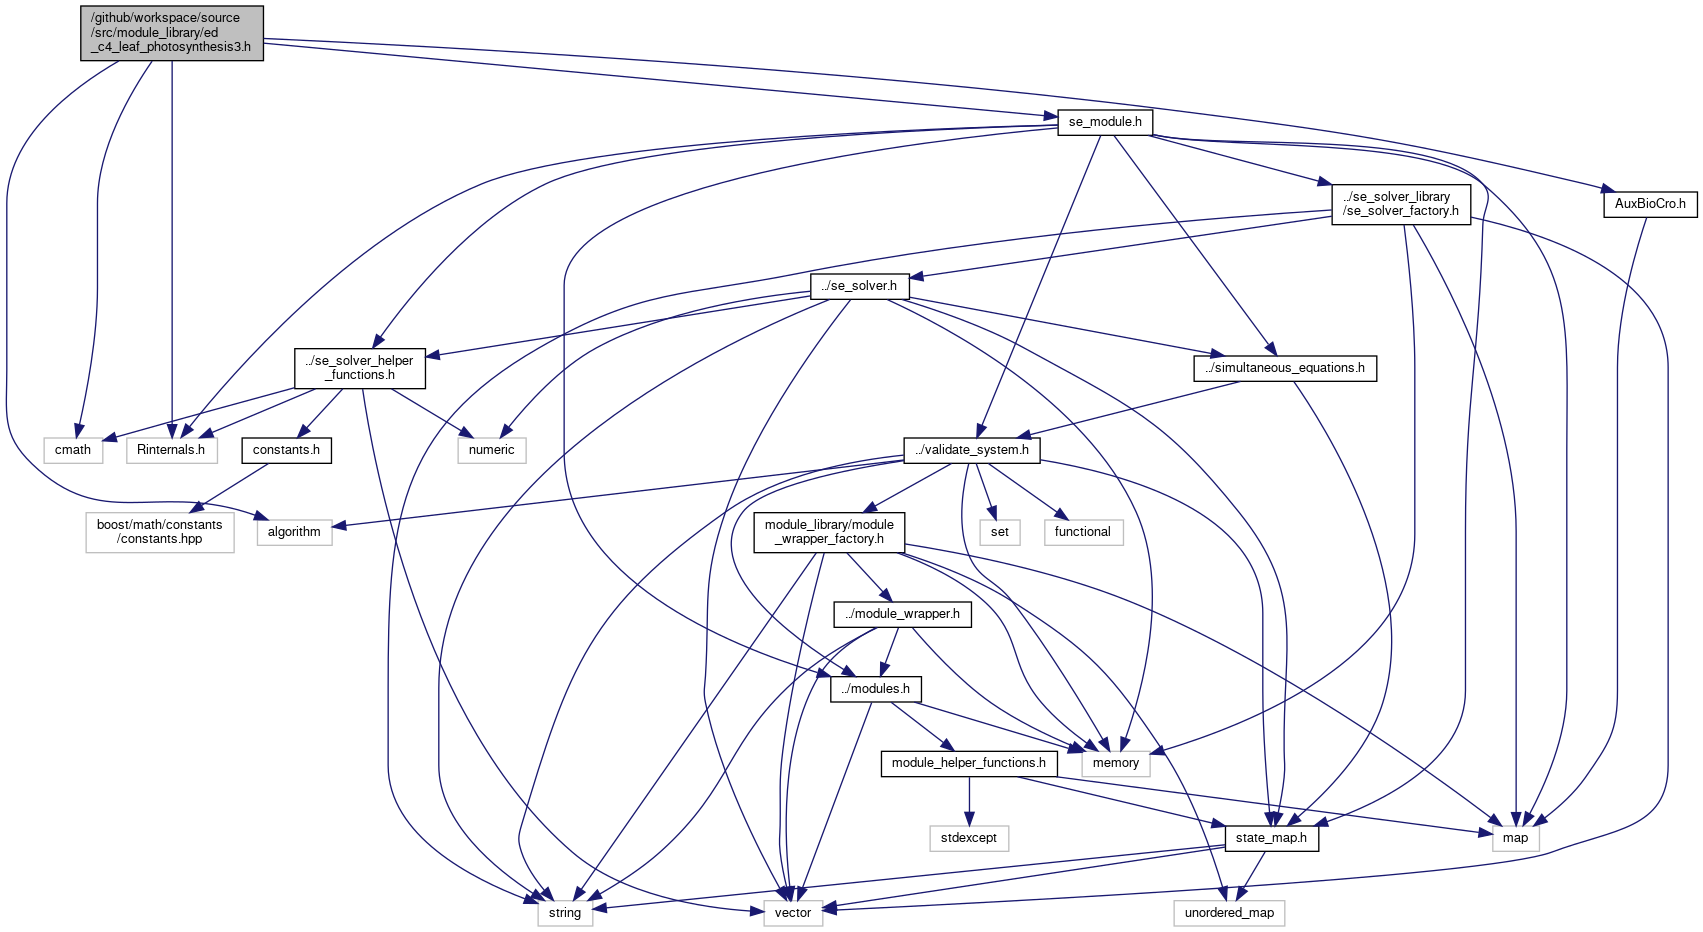 /github/workspace/source
/src/module_library/ed
_c4_leaf_photosynthesis3.h
se_module.h
../se_solver_library
/se_solver_factory.h
AuxBioCro.h
../se_solver.h
../se_solver_helper
_functions.h
../simultaneous_equations.h
cmath
Rinternals.h
constants.h
numeric
../validate_system.h
boost/math/constants
/constants.hpp
algorithm
module_library/module
_wrapper_factory.h
set
functional
../module_wrapper.h
../modules.h
module_helper_functions.h
memory
stdexcept
state_map.h
map
string
vector
unordered_map